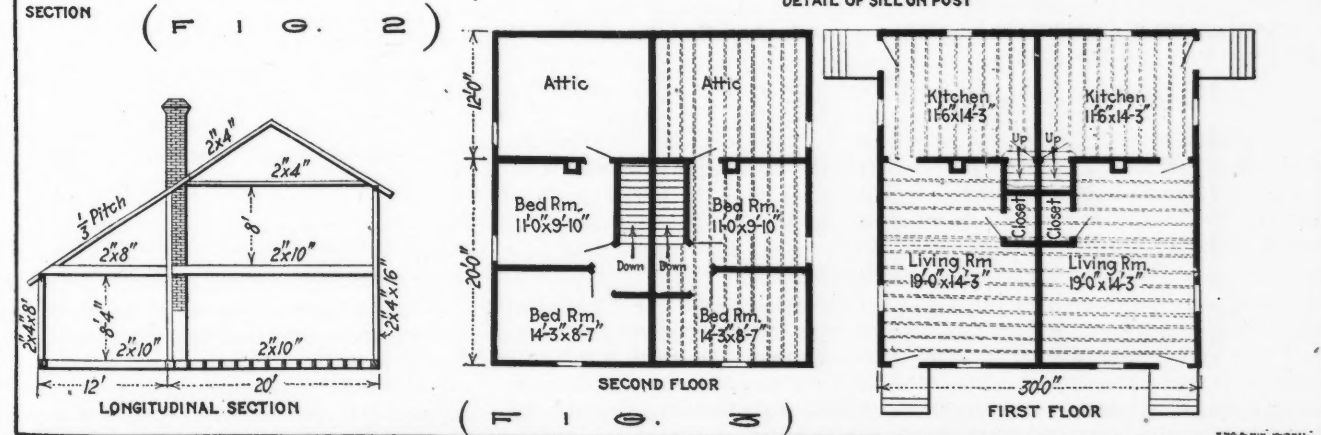 SECTION
DETAIL OF SILL ON POST
(FIG. 2)
2"x4"
2"x4"
1/3 Pitch
8'
2"x8"
2"x10"
2"x4"x8'
8'-4"
2"x4"x16"
2"x10"
2"x10"
12'
20'
LONGITUDINAL SECTION
12'-0"
20'-0"
Attic
Attic
Bed Rm.
11'-0"x9'-10"
Bed Rm.
11'-0"x9'-10"
Down
Down
Bed Rm.
14'-3"x8'-7"
Bed Rm.
14'-3"x8'-7"
SECOND FLOOR
(FIG. 3)
Kitchen
11'-6"x14'-3"
Kitchen
11'-6"x14'-3"
Up
Up
Closet
Closet
Living Rm
19'-0"x14'-3"
Living Rm.
19'-0"x14'-3"
30'-0"
FIRST FLOOR